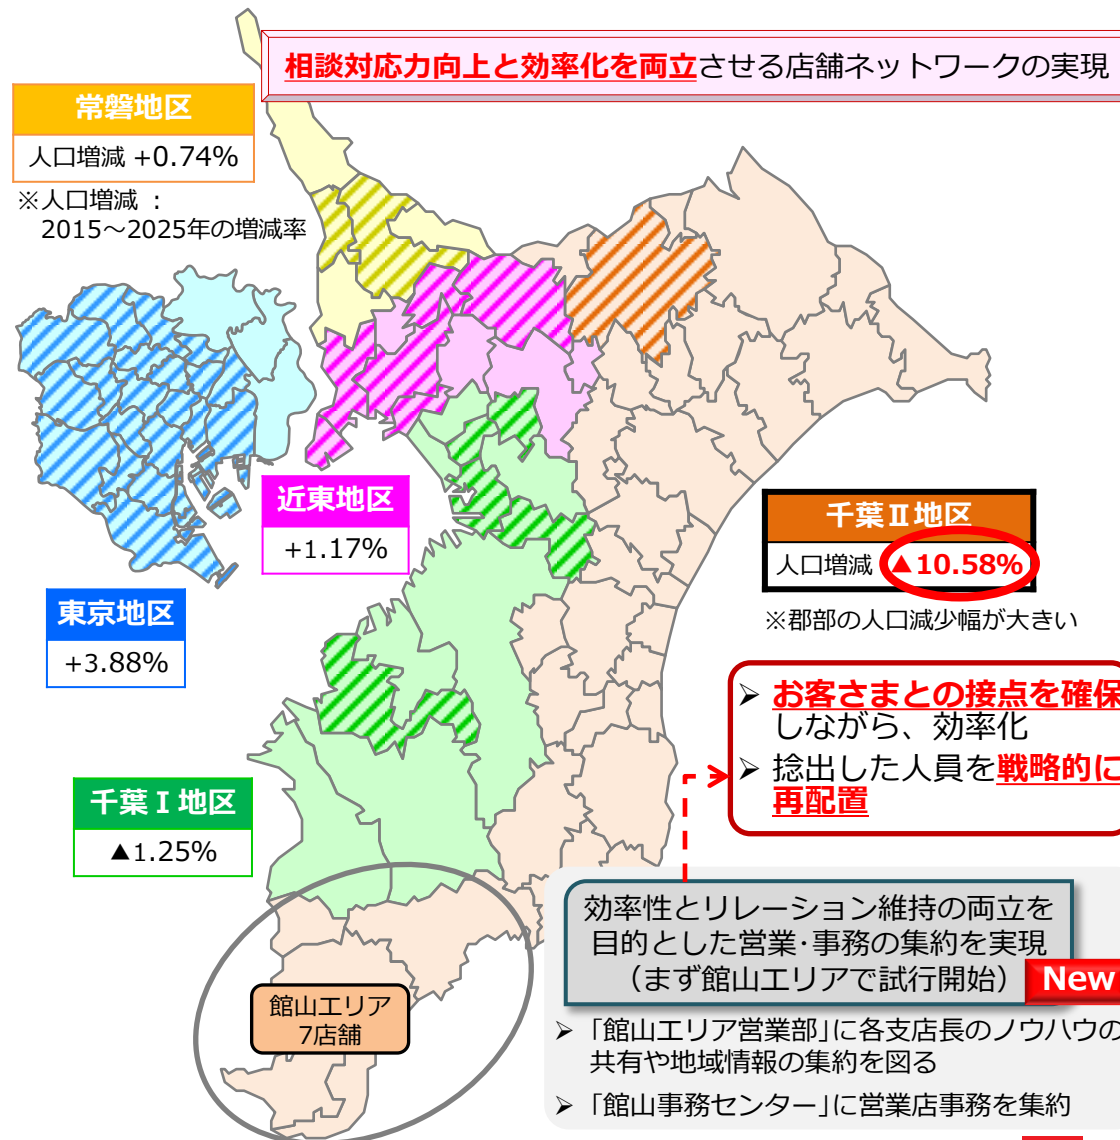 相談対応力向上と効率化を両立させる店舗ネットワークの実現
常磐地区
人口増減 +0.74%
※人口増減 :
2015～2025年の増減率
近東地区
+1.17%
東京地区
+3.88%
千葉Ⅱ地区
人口増減 ▲10.58%
※郡部の人口減少幅が大きい
千葉Ⅰ地区
▲1.25%
➢ お客さまとの接点を確保
しながら、効率化
➢ 捻出した人員を戦略的に
再配置
効率性とリレーション維持の両立を
目的とした営業･事務の集約を実現
（まず館山エリアで試行開始）
New
館山エリア
7店舗
➢ 「館山エリア営業部」に各支店長のノウハウの
共有や地域情報の集約を図る
➢ 「館山事務センター」に営業店事務を集約